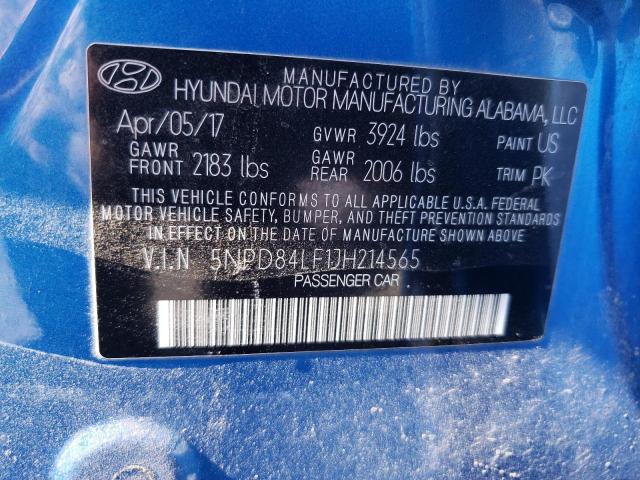 MANUFACTURED BY
HYUNDAI MOTOR MANUFACTURING ALABAMA, LLC
Apr/05/17 GVWR 3924 lbs PAINT US
GAWR FRONT 2183 lbs GAWR REAR 2006 lbs TRIM PK
THIS VEHICLE CONFORMS TO ALL APPLICABLE U.S.A. FEDERAL
MOTOR VEHICLE SAFETY, BUMPER, AND THEFT PREVENTION STANDARDS
IN EFFECT ON THE DATE OF MANUFACTURE SHOWN ABOVE.
V.I.N 5NPD84LF1JH214565
PASSENGER CAR